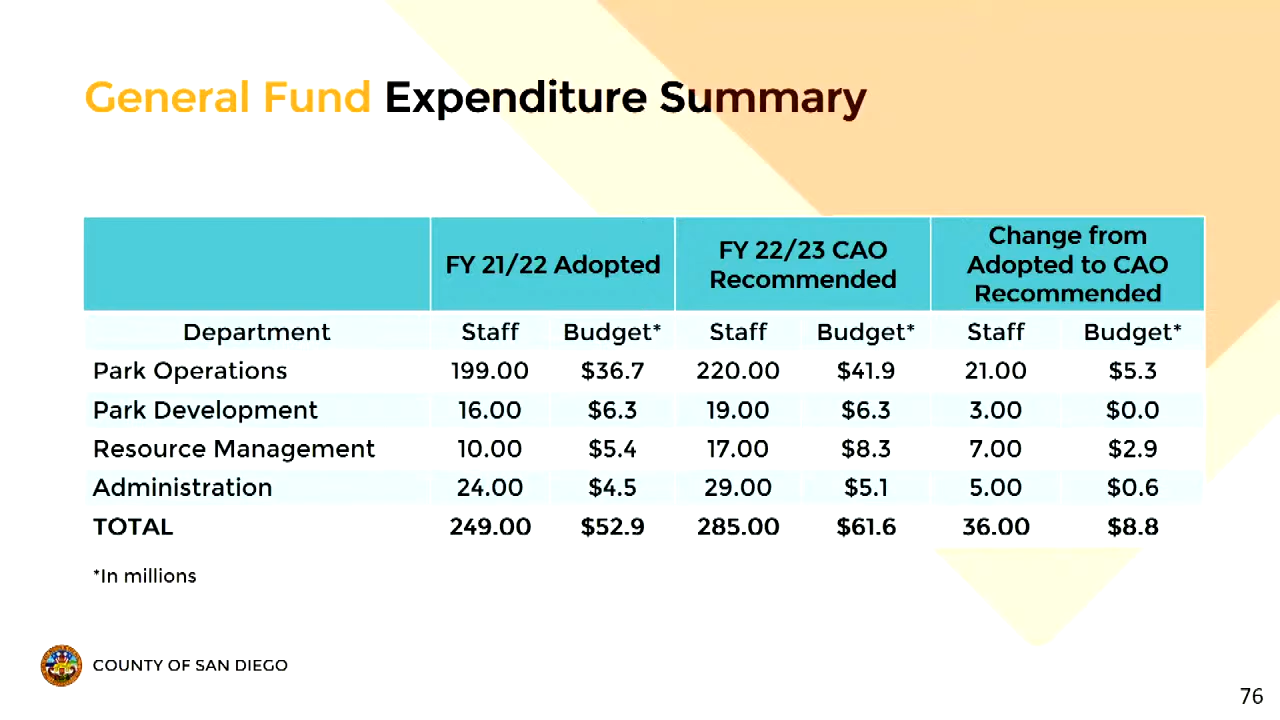 General Fund Expenditure Summary
FY 21/22 Adopted
FY 22/23 CAO
Recommended
Change from
Adopted to CAO
Recommended
Department Staff Budget* Staff Budget* Staff Budget*
Park Operations 199.00 $36.7 220.00 $41.9 21.00 $5.3
Park Development 16.00 $6.3 19.00 $6.3 3.00 $0.0
Resource Management 10.00 $5.4 17.00 $8.3 7.00 $2.9
Administration 24.00 $4.5 29.00 $5.1 5.00 $0.6
TOTAL 249.00 $52.9 285.00 $61.6 36.00 $8.8
*In millions
COUNTY OF SAN DIEGO
76